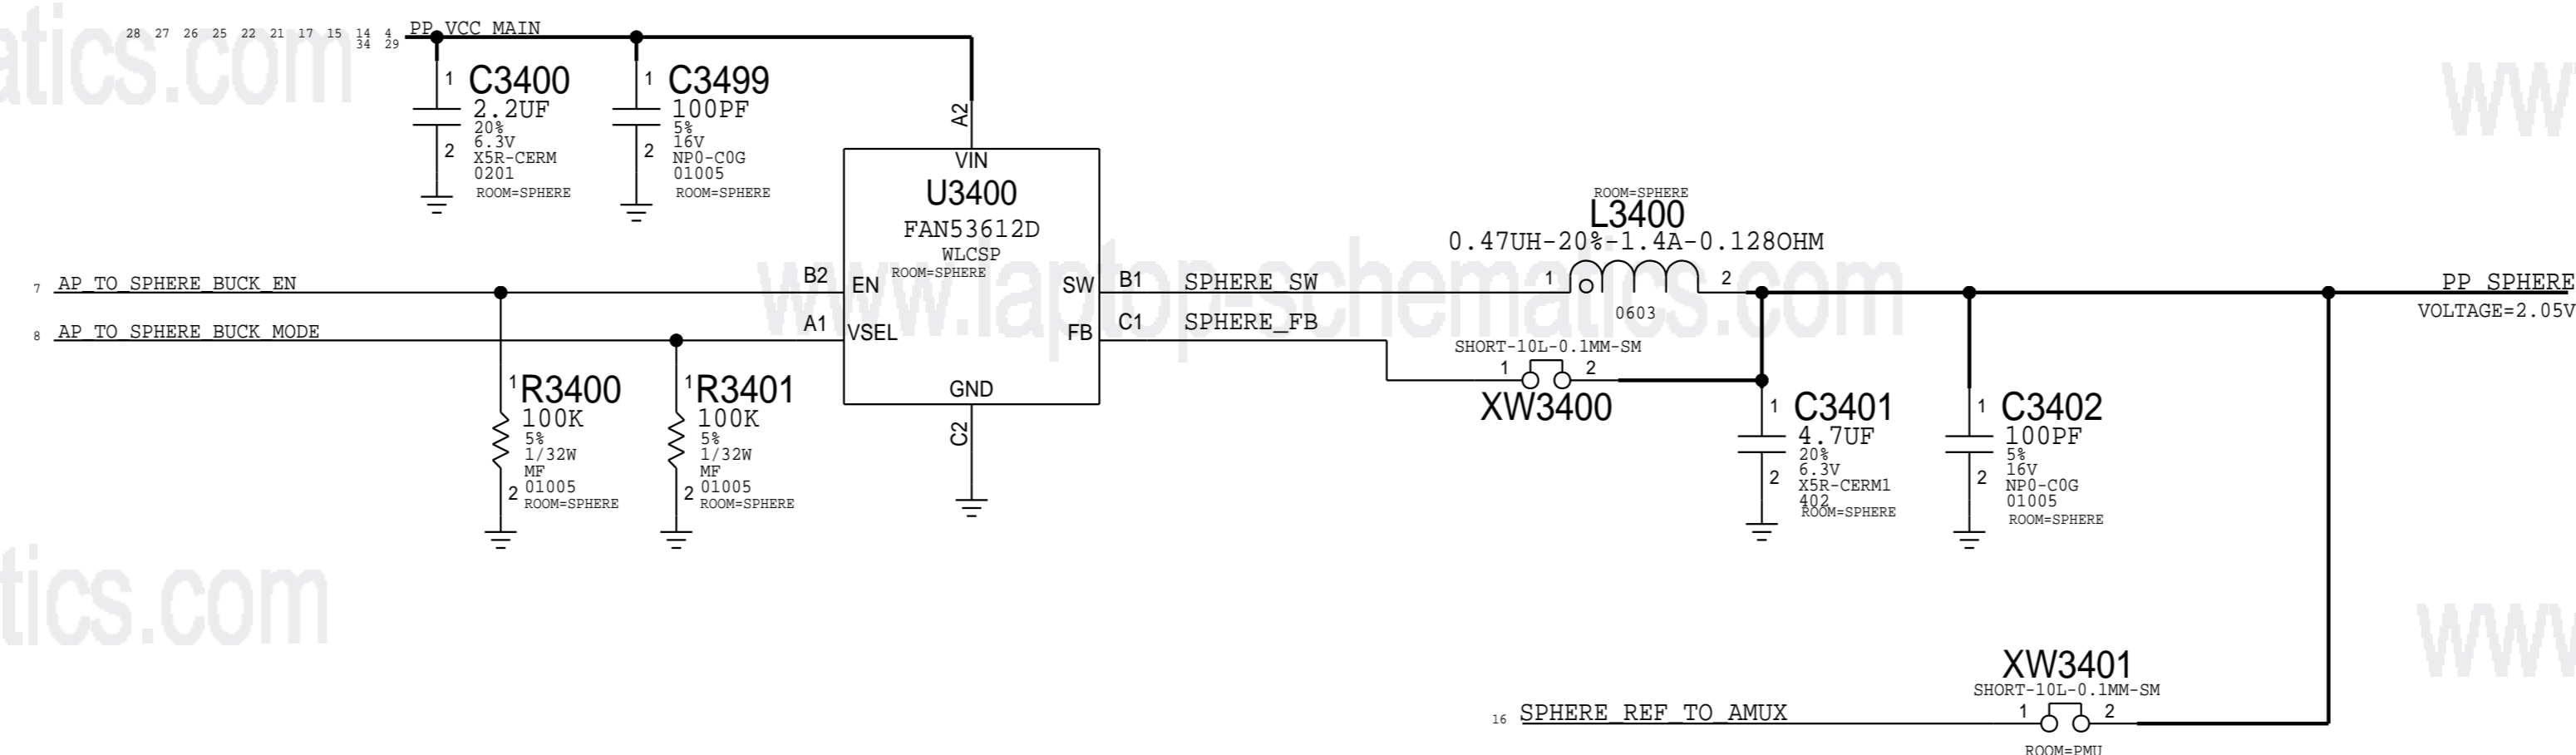 28 27 26 25 22 21 17 15 14 4 PP_VCC_MAIN
34 29
1 C3400
2.2UF
20%
6.3V
2 X5R-CERM
0201
ROOM=SPHERE
1 C3499
100PF
5%
16V
2 NP0-C0G
01005
ROOM=SPHERE
A2
VIN
U3400
FAN53612D
WLCSP
ROOM=SPHERE
7 AP_TO_SPHERE_BUCK_EN
B2 EN
8 AP_TO_SPHERE_BUCK_MODE
A1 VSEL
SW B1 SPHERE_SW
FB C1 SPHERE_FB
GND
C2
1 R3400
100K
5%
1/32W
MF
2 01005
ROOM=SPHERE
1 R3401
100K
5%
1/32W
MF
2 01005
ROOM=SPHERE
ROOM=SPHERE
L3400
0.47UH-20%-1.4A-0.128OHM
1 2
0603
SHORT-10L-0.1MM-SM
1 2
XW3400
PP_SPHERE
VOLTAGE=2.05V
1 C3401
4.7UF
20%
6.3V
2 X5R-CERM1
402
ROOM=SPHERE
1 C3402
100PF
5%
16V
2 NP0-C0G
01005
ROOM=SPHERE
XW3401
SHORT-10L-0.1MM-SM
16 SPHERE_REF_TO_AMUX
1 2
ROOM=PMU
www.laptop-schematics.com
atics.com
tics.com
www
www